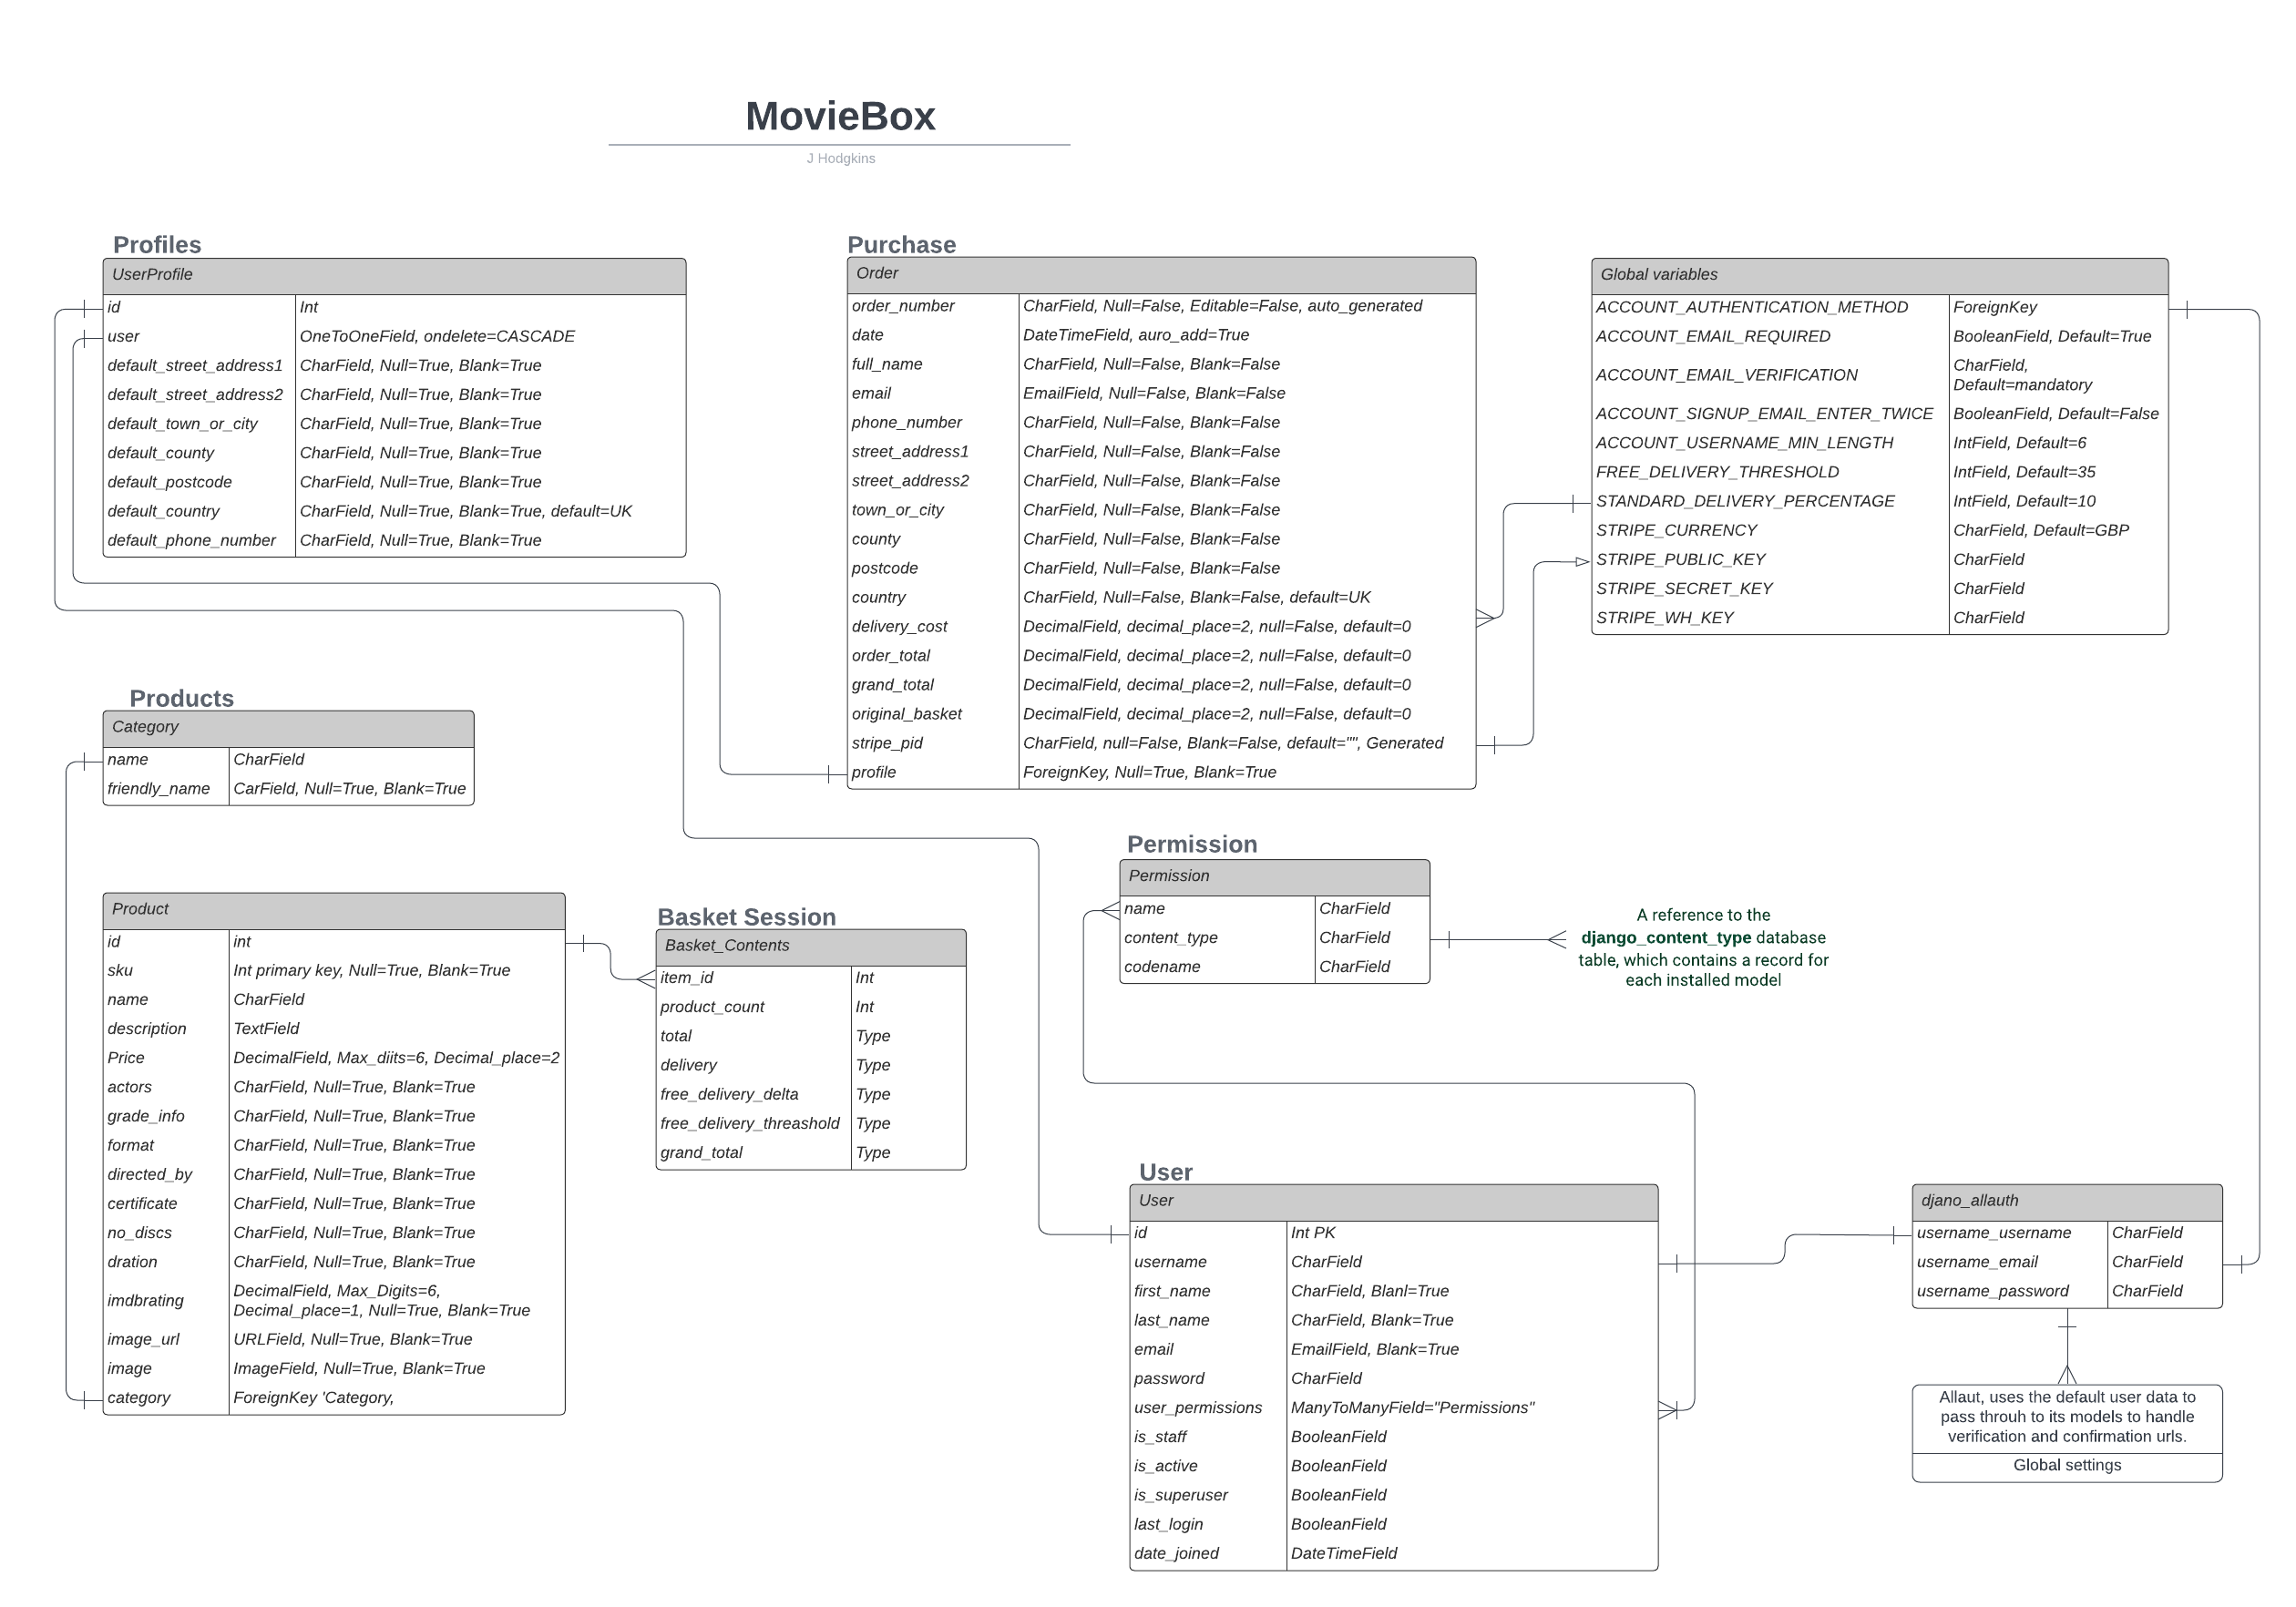 MovieBox
J Hodgkins
Profiles
UserProfile
id Int
user OneToOneField, ondelete=CASCADE
default_street_address1 CharField, Null=True, Blank=True
default_street_address2 CharField, Null=True, Blank=True
default_town_or_city CharField, Null=True, Blank=True
default_county CharField, Null=True, Blank=True
default_postcode CharField, Null=True, Blank=True
default_country CharField, Null=True, Blank=True, default=UK
default_phone_number CharField, Null=True, Blank=True
Purchase
Order
order_number CharField, Null=False, Editable=False, auto_generated
date DateTimeField, auro_add=True
full_name CharField, Null=False, Blank=False
email EmailField, Null=False, Blank=False
phone_number CharField, Null=False, Blank=False
street_address1 CharField, Null=False, Blank=False
street_address2 CharField, Null=False, Blank=False
town_or_city CharField, Null=False, Blank=False
county CharField, Null=False, Blank=False
postcode CharField, Null=False, Blank=False
country CharField, Null=False, Blank=False, default=UK
delivery_cost DecimalField, decimal_place=2, null=False, default=0
order_total DecimalField, decimal_place=2, null=False, default=0
grand_total DecimalField, decimal_place=2, null=False, default=0
original_basket DecimalField, decimal_place=2, null=False, default=0
stripe_pid CharField, null=False, Blank=False, default="", Generated
profile ForeignKey, Null=True, Blank=True
Global variables
ACCOUNT_AUTHENTICATION_METHOD ForeignKey
ACCOUNT_EMAIL_REQUIRED BooleanField, Default=True
ACCOUNT_EMAIL_VERIFICATION CharField,
Default=mandatory
ACCOUNT_SIGNUP_EMAIL_ENTER_TWICE BooleanField, Default=False
ACCOUNT_USERNAME_MIN_LENGTH IntField, Default=6
FREE_DELIVERY_THRESHOLD IntField, Default=35
STANDARD_DELIVERY_PERCENTAGE IntField, Default=10
STRIPE_CURRENCY CharField, Default=GBP
STRIPE_PUBLIC_KEY CharField
STRIPE_SECRET_KEY CharField
STRIPE_WH_KEY CharField
Products
Category
name CharField
friendly_name CarField, Null=True, Blank=True
Product
id int
sku Int primary key, Null=True, Blank=True
name CharField
description TextField
Price DecimalField, Max_diits=6, Decimal_place=2
actors CharField, Null=True, Blank=True
grade_info CharField, Null=True, Blank=True
format CharField, Null=True, Blank=True
directed_by CharField, Null=True, Blank=True
certificate CharField, Null=True, Blank=True
no_discs CharField, Null=True, Blank=True
dration CharField, Null=True, Blank=True
imdbrating DecimalField, Max_Digits=6,
Decimal_place=1, Null=True, Blank=True
image_url URLField, Null=True, Blank=True
image ImageField, Null=True, Blank=True
category ForeignKey 'Category,
Basket Session
Basket_Contents
item_id Int
product_count Int
total Type
delivery Type
free_delivery_delta Type
free_delivery_threashold Type
grand_total Type
Permission
Permission
name CharField
content_type CharField
codename CharField
A reference to the
django_content_type database
table, which contains a record for
each installed model
User
User
id Int PK
username CharField
first_name CharField, Blanl=True
last_name CharField, Blank=True
email EmailField, Blank=True
password CharField
user_permissions ManyToManyField="Permissions"
is_staff BooleanField
is_active BooleanField
is_superuser BooleanField
last_login BooleanField
date_joined DateTimeField
djano_allauth
username_username CharField
username_email CharField
username_password CharField
Allaut, uses the default user data to
pass throuh to its models to handle
verification and confirmation urls.
Global settings